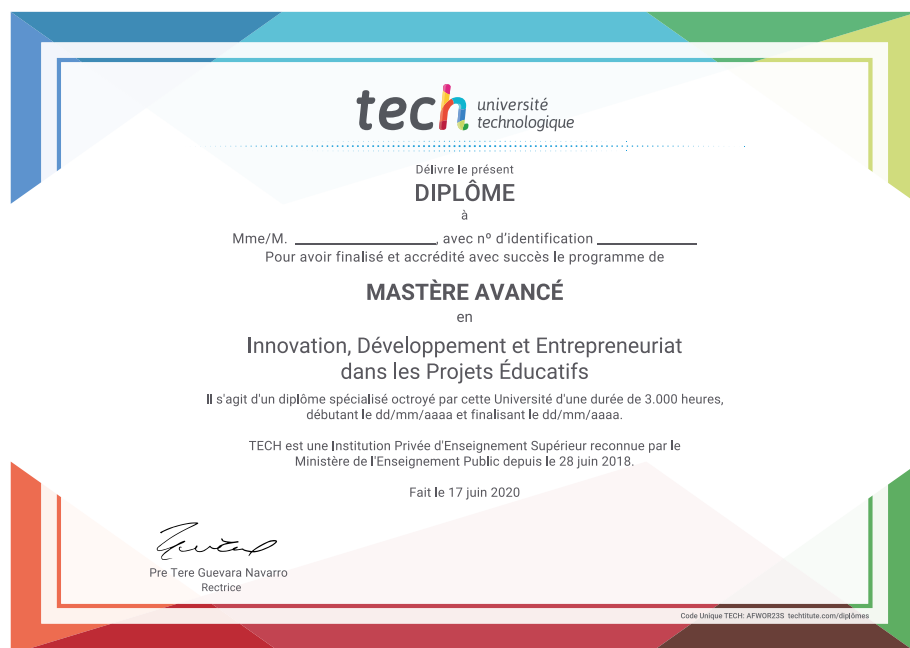 tech université
technologique
Délivre le présent
DIPLÔME
à
Mme/M. , avec nº d'identification
Pour avoir finalisé et accrédité avec succès le programme de
MASTÈRE AVANCÉ
en
Innovation, Développement et Entrepreneuriat
dans les Projets Éducatifs
Il s'agit d'un diplôme spécialisé octroyé par cette Université d'une durée de 3.000 heures,
débutant le dd/mm/aaaa et finalisant le dd/mm/aaaa.
TECH est une Institution Privée d'Enseignement Supérieur reconnue par le
Ministère de l'Enseignement Public depuis le 28 juin 2018.
Fait le 17 juin 2020
Pre Tere Guevara Navarro
Rectrice
Code Unique TECH: AFWOR23S techtitute.com/diplômes